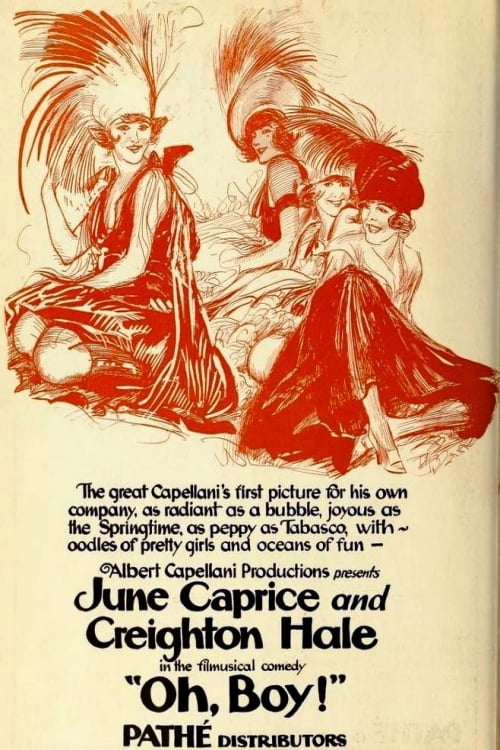 The great Capellani's first picture for his own
company, as radiant as a bubble, joyous as
the Springtime, as peppy as Tabasco, with ~
oodles of pretty girls and oceans of fun —
Albert Capellani Productions presents
June Caprice and
Creighton Hale
in the filmusical comedy
"Oh, Boy!"
PATHÉ DISTRIBUTORS